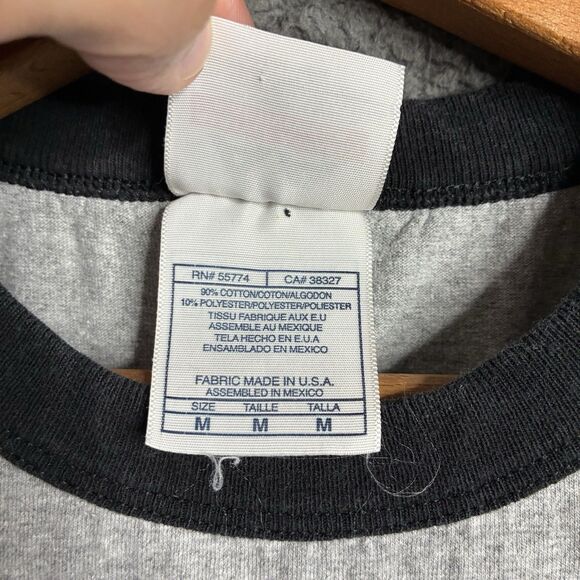 RN# 55774 CA# 38327
90% COTTON/COTON/ALGODON
10% POLYESTER/POLYESTER/POLIESTER
TISSU FABRIQUE AUX E.U
ASSEMBLE AU MEXIQUE
TELA HECHO EN E.U.A
ENSAMBLADO EN MEXICO
FABRIC MADE IN U.S.A.
ASSEMBLED IN MEXICO
SIZE TAILLE TALLA
M M M